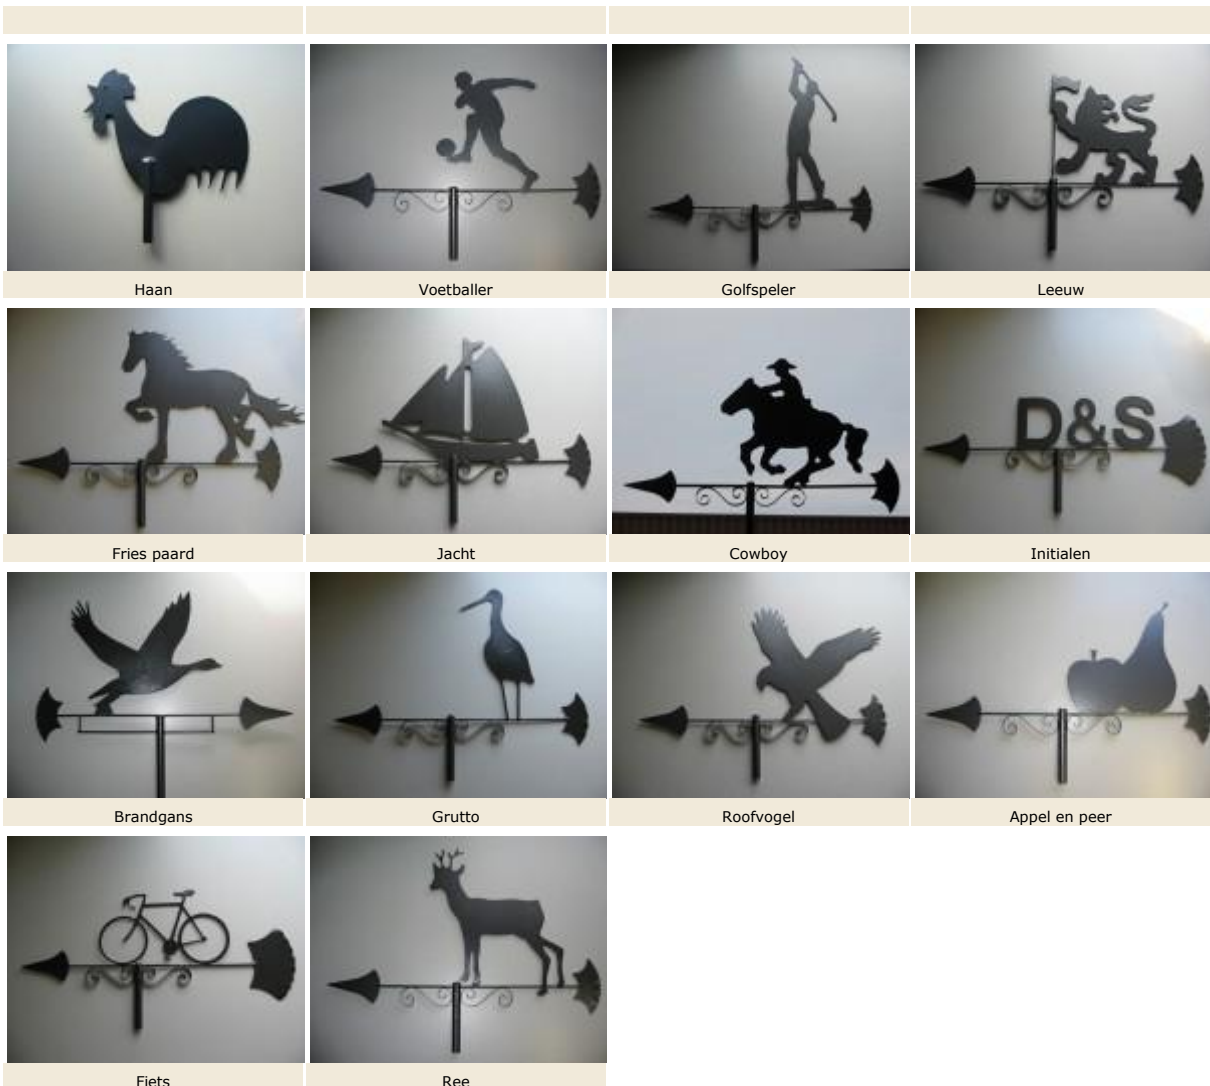 Haan
Voetballer
Golfspeler
Leeuw
Fries paard
Jacht
Cowboy
D&S
Initialen
Brandgans
Grutto
Roofvogel
Appel en peer
Fiets
Ree